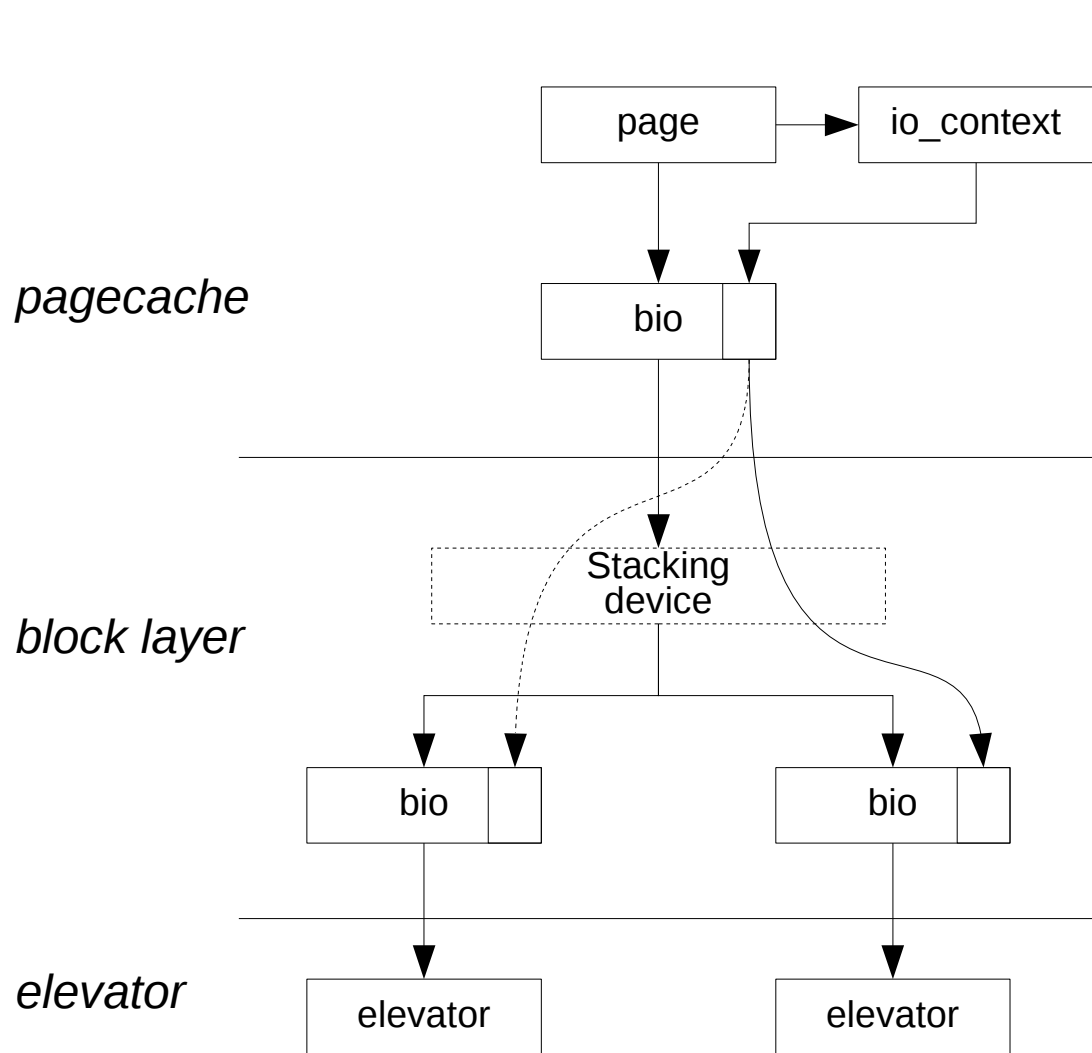 page
io_context
pagecache
bio
Stacking
device
block layer
bio
bio
elevator
elevator
elevator